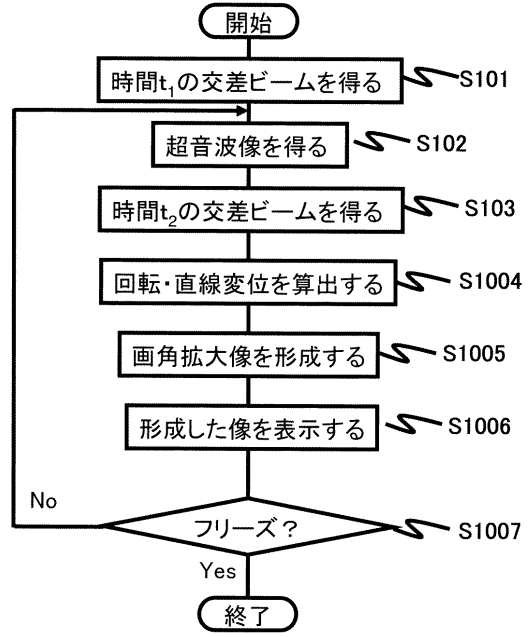 開始
時間t1の交差ビームを得る
S101
超音波像を得る
S102
時間t2の交差ビームを得る
S103
回転・直線変位を算出する
S1004
画角拡大像を形成する
S1005
形成した像を表示する
S1006
No
フリーズ？
S1007
Yes
終了